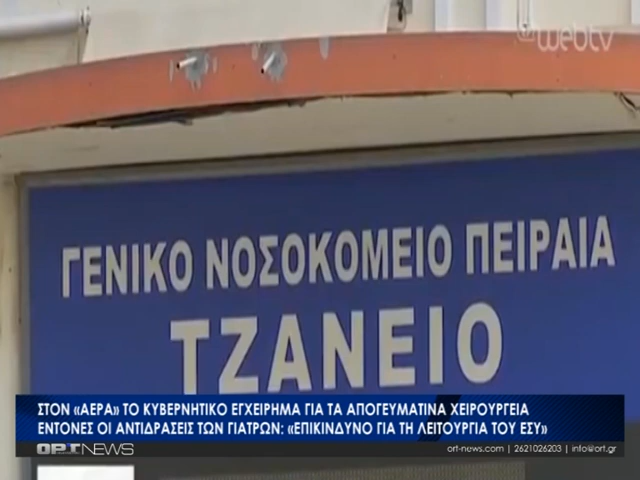 webtv
ΓΕΝΙΚΟ ΝΟΣΟΚΟΜΕΙΟ ΠΕΙΡΑΙΑ
ΤΖΑΝΕΙΟ
ΣΤΟΝ «ΑΕΡΑ» ΤΟ ΚΥΒΕΡΝΗΤΙΚΟ ΕΓΧΕΙΡΗΜΑ ΓΙΑ ΤΑ ΑΠΟΓΕΥΜΑΤΙΝΑ ΧΕΙΡΟΥΡΓΕΙΑ
ΕΝΤΟΝΕΣ ΟΙ ΑΝΤΙΔΡΑΣΕΙΣ ΤΩΝ ΓΙΑΤΡΩΝ: «ΕΠΙΚΙΝΔΥΝΟ ΓΙΑ ΤΗ ΛΕΙΤΟΥΡΓΙΑ ΤΟΥ ΕΣΥ»
ΟΡΤ NEWS ort-news.com | 2621026203 | info@ort.gr